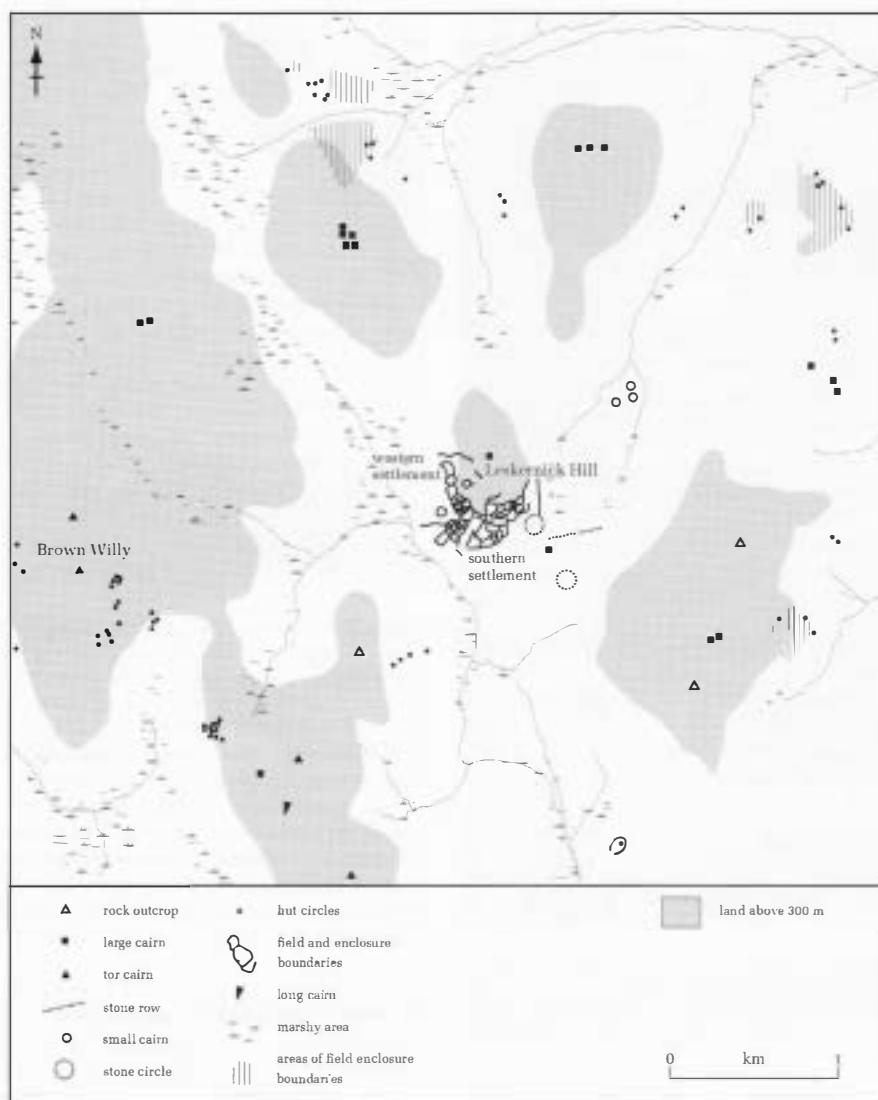 N
western
settlement
Leskernick Hill
Brown Willy
southern
settlement
rock outcrop
large cairn
tor cairn
stone row
small cairn
stone circle
hut circles
field and enclosure
boundaries
long cairn
marshy area
areas of field enclosure
boundaries
land above 300 m
0 km 1